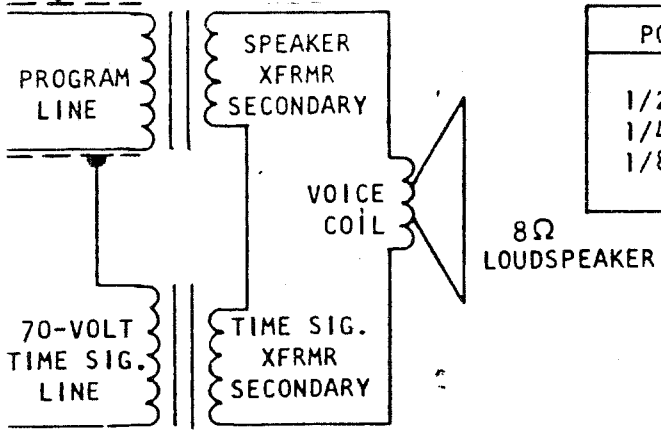 PROGRAM
LINE
SPEAKER
XFRMR
SECONDARY
VOICE
COIL
8Ω
LOUDSPEAKER
70-VOLT
TIME SIG.
LINE
TIME SIG.
XFRMR
SECONDARY
PO
1/2
1/4
1/8